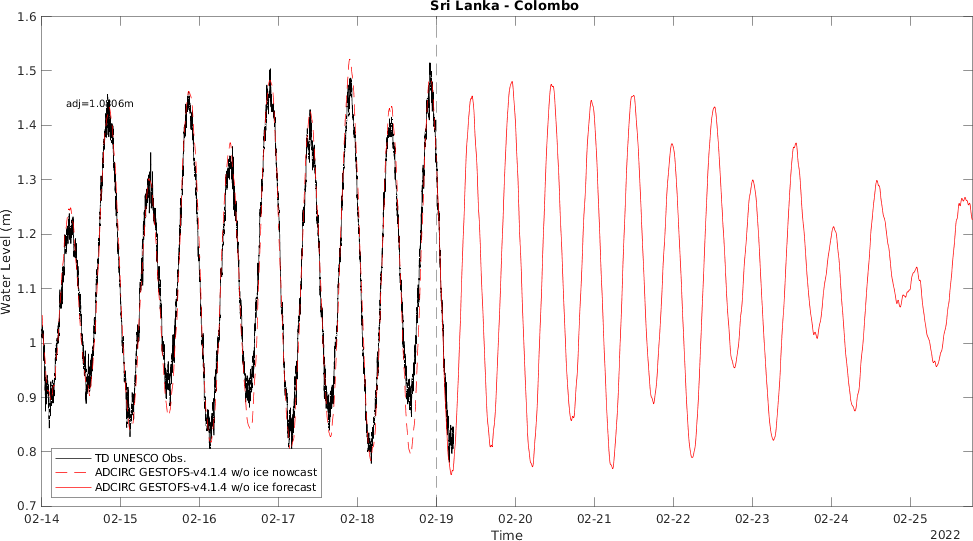 Sri Lanka - Colombo
1.6
1.5
1.4
1.3
1.2
1.1
1
0.9
0.8
0.7
Water Level (m)
adj=1.0806m
TD UNESCO Obs.
ADCIRC GESTOFS-v4.1.4 w/o ice nowcast
ADCIRC GESTOFS-v4.1.4 w/o ice forecast
02-14 02-15 02-16 02-17 02-18 02-19 02-20 02-21 02-22 02-23 02-24 02-25
Time
2022